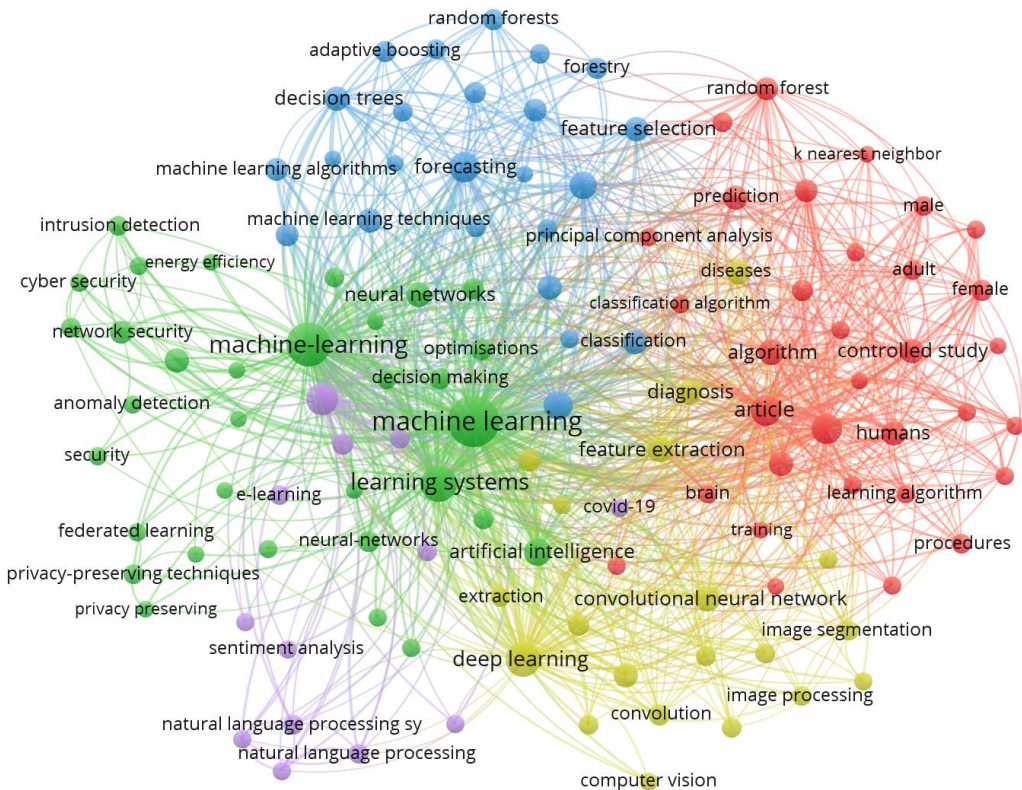 random forests
adaptive boosting
forestry
random forest
decision trees
feature selection
k nearest neighbor
machine learning algorithms
forecasting
prediction
male
intrusion detection
machine learning techniques
principal component analysis
energy efficiency
cyber security
diseases
adult
female
neural networks
classification algorithm
network security
machine-learning
optimisations
classification
algorithm
controlled study
decision making
diagnosis
anomaly detection
machine learning
article
humans
security
feature extraction
learning systems
e-learning
covid-19
brain
learning algorithm
federated learning
neural-networks
artificial intelligence
training
procedures
privacy-preserving techniques
extraction
convolutional neural network
privacy preserving
image segmentation
sentiment analysis
deep learning
image processing
natural language processing sy
convolution
natural language processing
computer vision